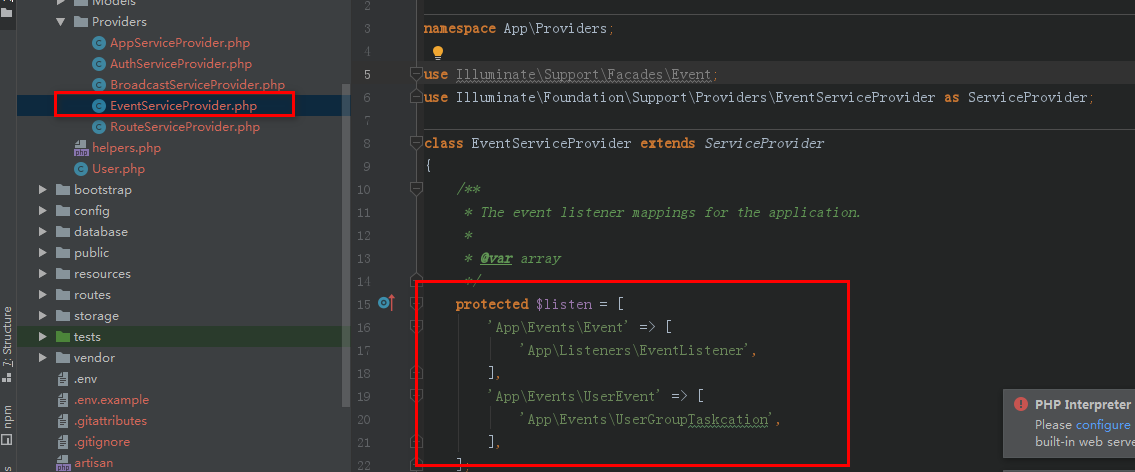 Models
Providers
AppServiceProvider.php
AuthServiceProvider.php
BroadcastServiceProvider.php
EventServiceProvider.php
RouteServiceProvider.php
helpers.php
User.php
bootstrap
config
database
public
resources
routes
storage
tests
vendor
.env
.env.example
.gitattributes
.gitignore
artisan
7: Structure
npm
2
3 namespace App\Providers;
4
5 use Illuminate\Support\Facades\Event;
6 use Illuminate\Foundation\Support\Providers\EventServiceProvider as ServiceProvider;
7
8 class EventServiceProvider extends ServiceProvider
9 {
10 /**
11 * The event listener mappings for the application.
12 *
13 * @var array
14 */
15 protected $listen = [
16 'App\Events\Event' => [
17 'App\Listeners\EventListener',
18 ],
19 'App\Events\UserEvent' => [
20 'App\Events\UserGroupTaskcation',
21 ],
22 ];
PHP Interpreter
Please configure
built-in web serve